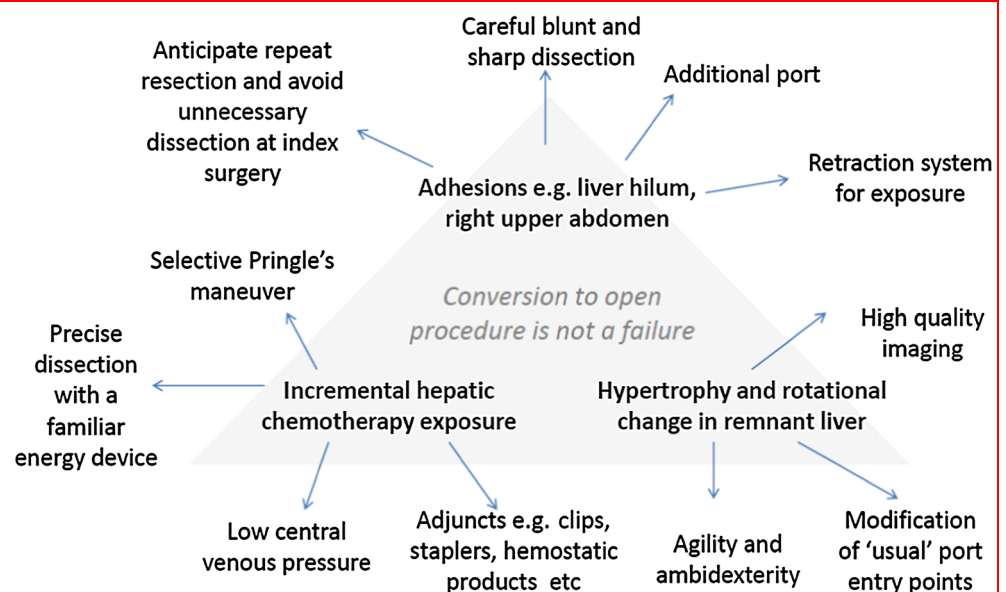 Careful blunt and
sharp dissection
Anticipate repeat
resection and avoid
unnecessary
dissection at index
surgery
Additional port
Retraction system
for exposure
Adhesions e.g. liver hilum,
right upper abdomen
Selective Pringle’s
maneuver
Conversion to open
procedure is not a failure
High quality
imaging
Precise
dissection
with a
familiar
energy device
Incremental hepatic
chemotherapy exposure
Hypertrophy and rotational
change in remnant liver
Low central
venous pressure
Adjuncts e.g. clips,
staplers, hemostatic
products etc
Agility and
ambidexterity
Modification
of ‘usual’ port
entry points